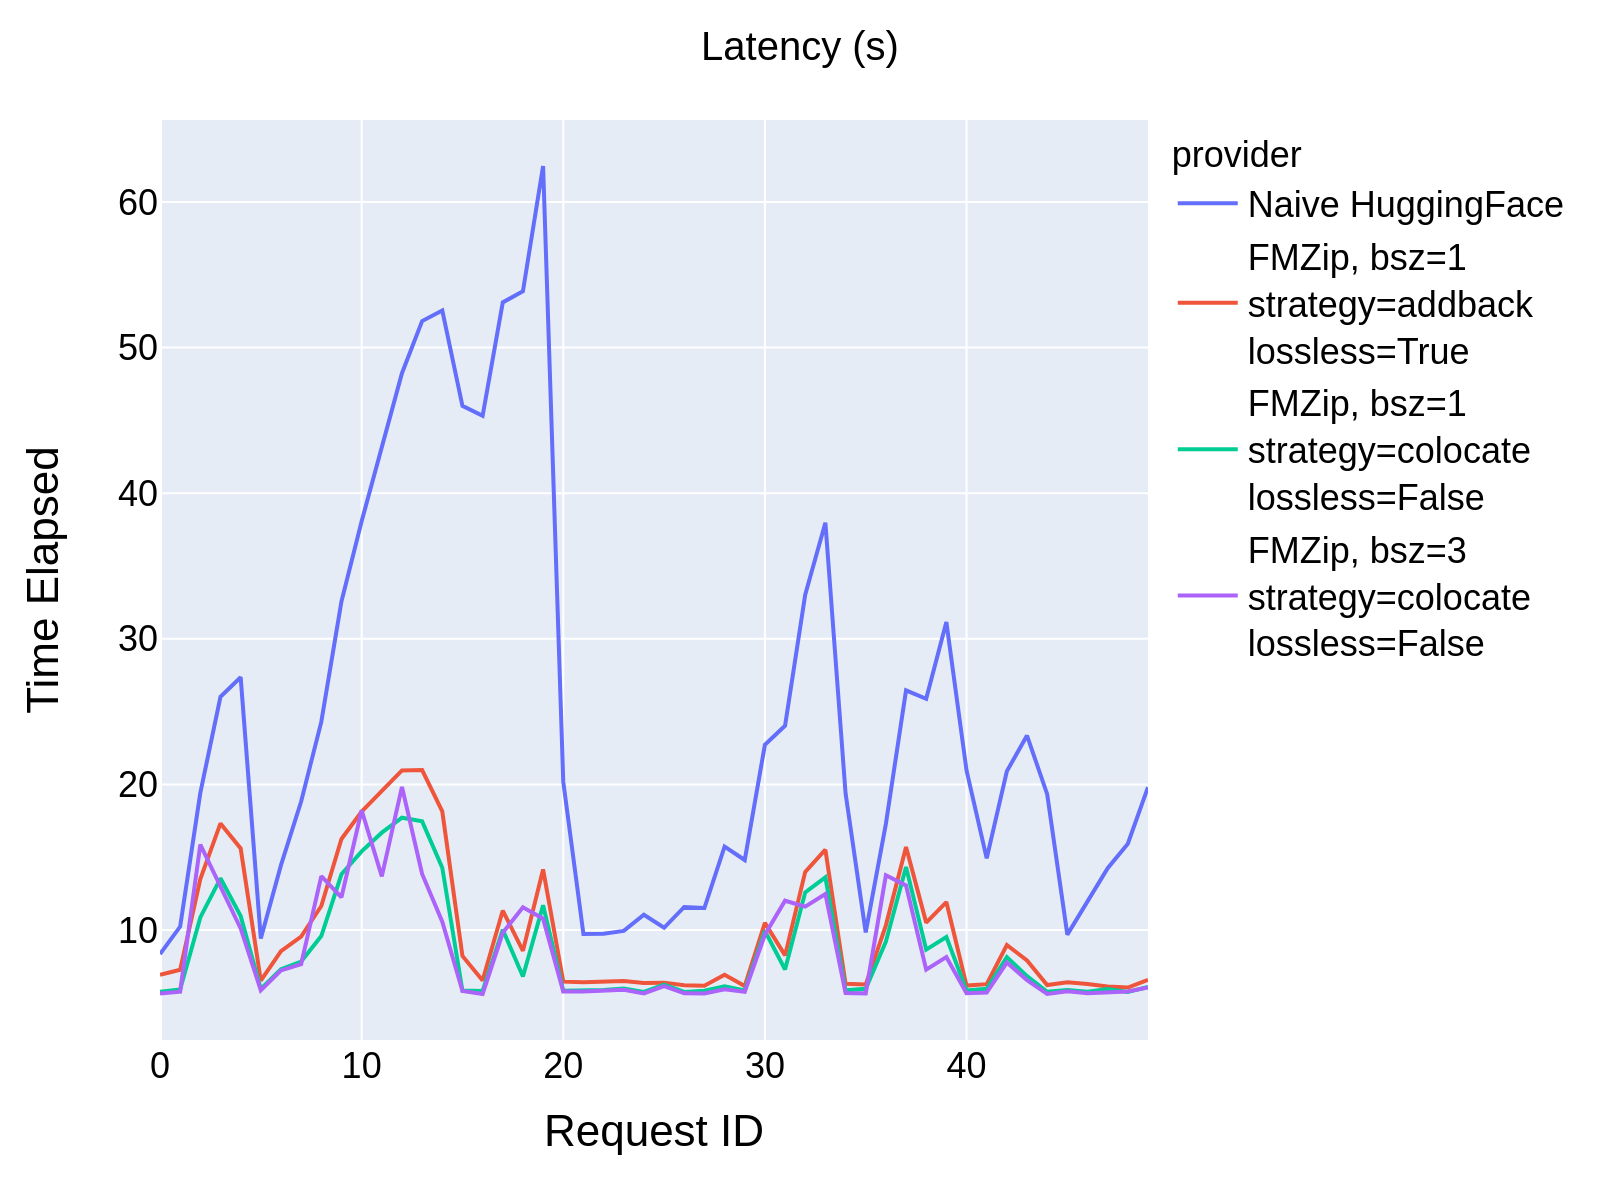 Latency (s)
Time Elapsed
60
50
40
30
20
10
0
10
20
30
40
Request ID
provider
Naive HuggingFace
FMZip, bsz=1
strategy=addback
lossless=True
FMZip, bsz=1
strategy=colocate
lossless=False
FMZip, bsz=3
strategy=colocate
lossless=False